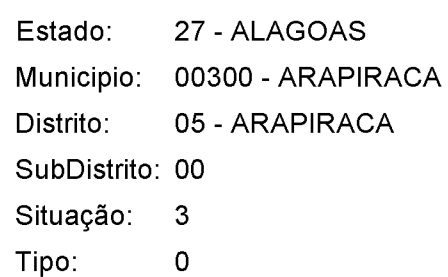 Estado: 27 - ALAGOAS
Municipio: 00300 - ARAPIRACA
Distrito: 05 - ARAPIRACA
SubDistrito: 00
Situação: 3
Tipo: 0